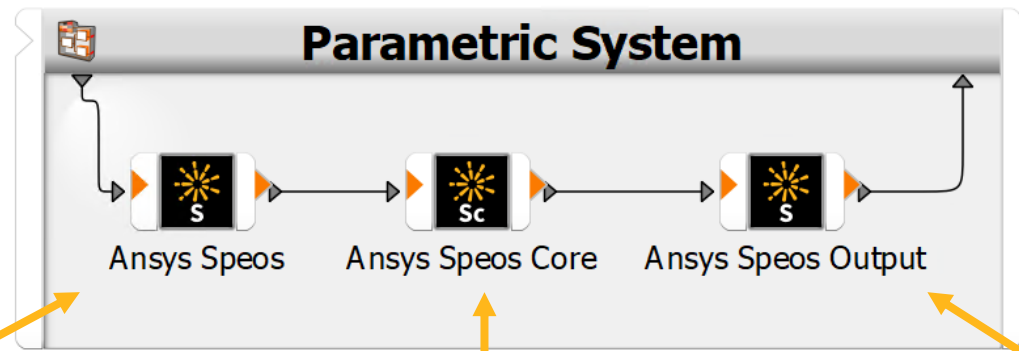 Parametric System
S
Sc
S
Ansys Speos
Ansys Speos Core
Ansys Speos Output